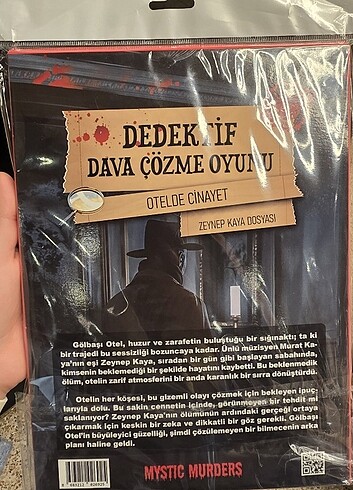 DEDEKTİF
DAVA ÇÖZME OYUNU
OTELDE CİNAYET
ZEYNEP KAYA DOSYASI
Gölbaşı Otel, huzur ve zarafetin buluştuğu bir sığınaktı; ta ki
bir trajedi bu sessizliği bozuncaya kadar. Ünlü müzisyen Murat Ka-
ya'nın eşi Zeynep Kaya, sıradan bir gün gibi başlayan sabahında,
kimsenin beklemediği bir şekilde hayatını kaybetti. Bu beklenmedik
ölüm, otelin zarif atmosferini bir anda karanlık bir sırra dönüştürdü.
Otelin her köşesi, bu gizemli olayı çözmek için bekleyen ipuç-
larıyla dolu. Bu sakin cennetin içinde, görünmeyen bir tehdit mi
saklanıyor? Zeynep Kaya'nın ölümünün ardındaki gerçeği ortaya
çıkarmak için keskin bir zeka ve dikkatli bir göz gerekli. Gölbaşı
Otel'in büyüleyici güzelliği, şimdi çözülemeyen bir bilmecenin arka
planı haline geldi.
MYSTIC MURDERS